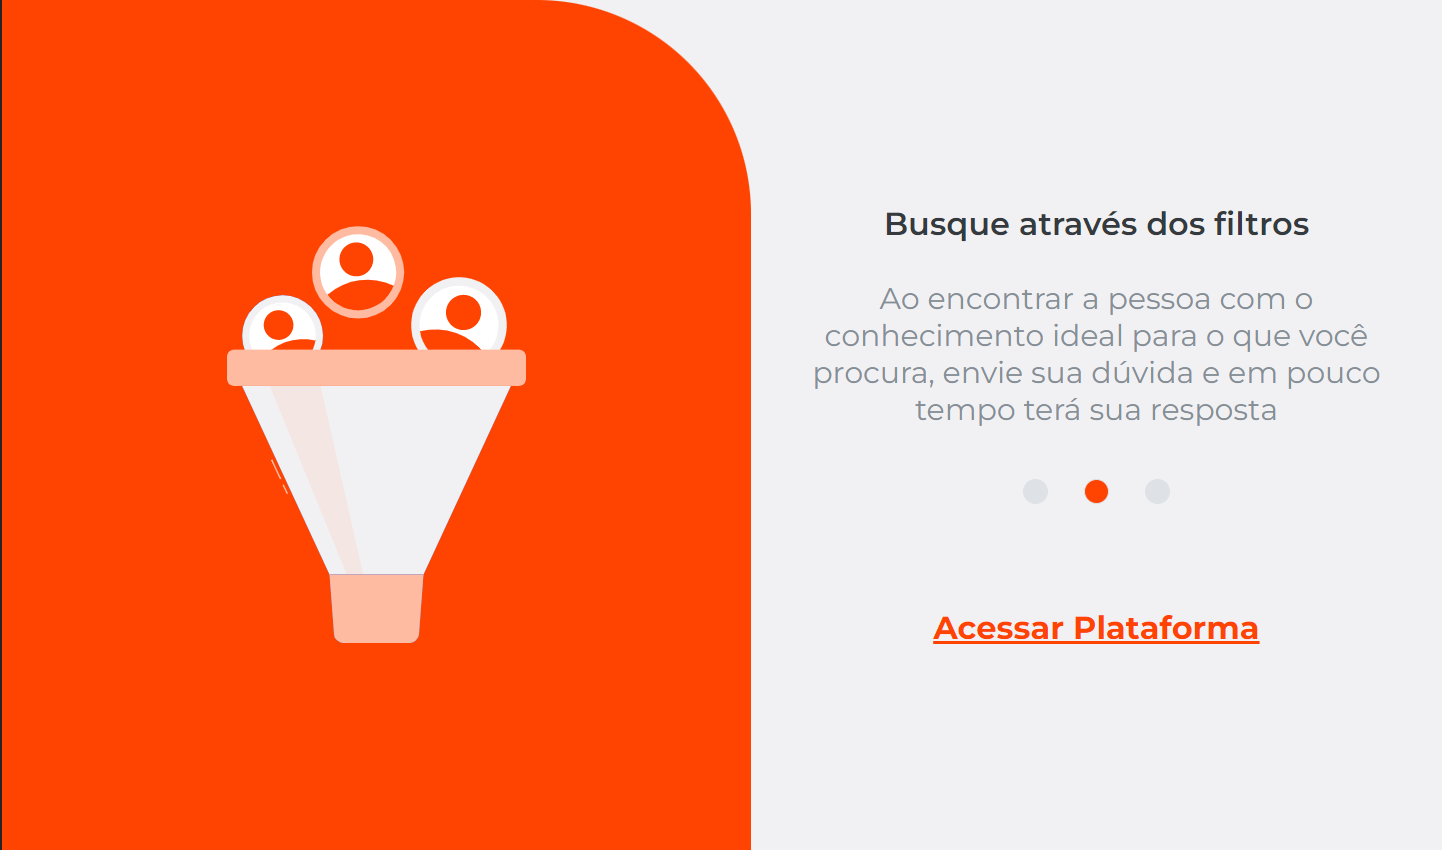 Busque através dos filtros
Ao encontrar a pessoa com o
conhecimento ideal para o que você
procura, envie sua dúvida e em pouco
tempo terá sua resposta
Acessar Plataforma